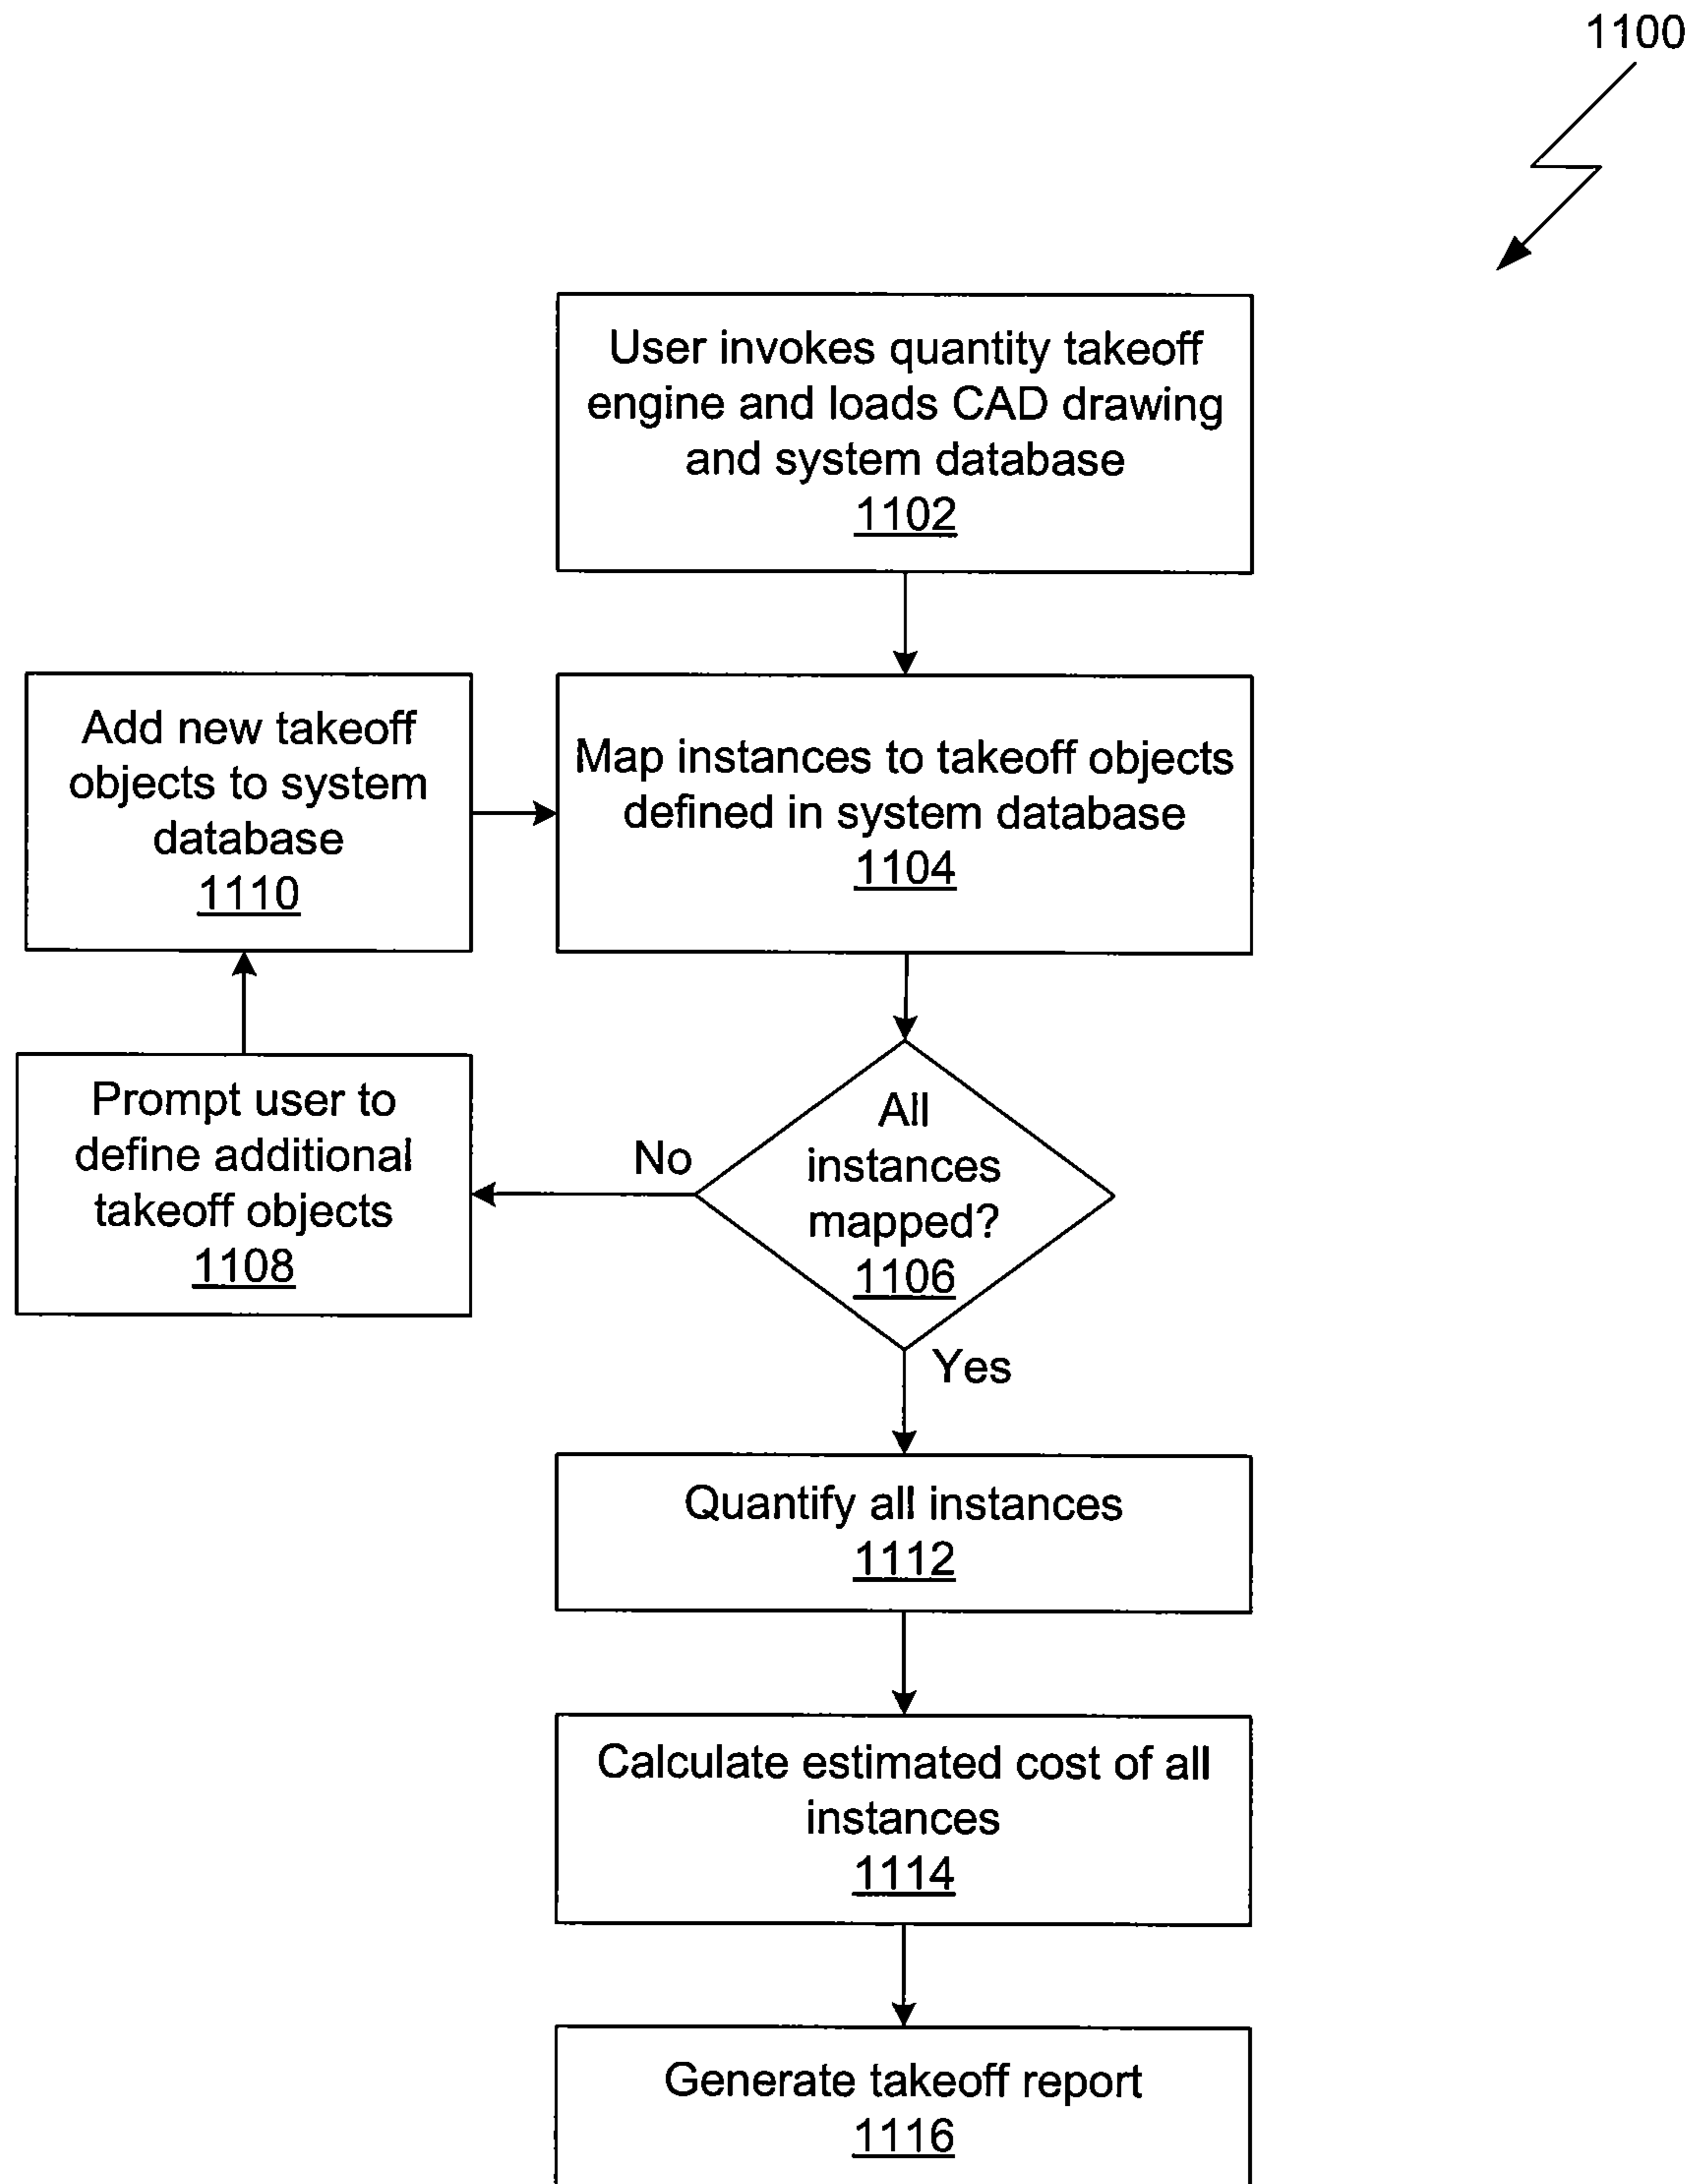 1100
User invokes quantity takeoff
engine and loads CAD drawing
and system database
1102
Add new takeoff
objects to system
database
1110
Map instances to takeoff objects
defined in system database
1104
Prompt user to
define additional
takeoff objects
1108
No
All
instances
mapped?
1106
Yes
Quantify all instances
1112
Calculate estimated cost of all
instances
1114
Generate takeoff report
1116